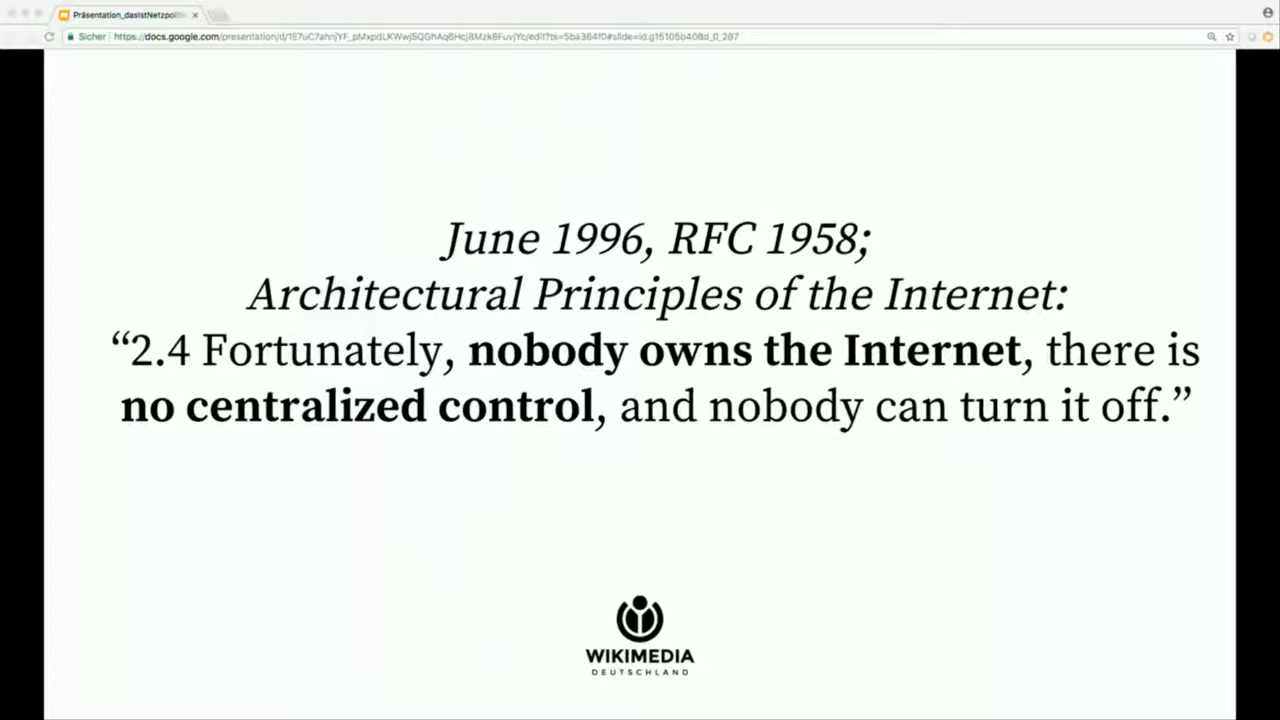 Präsentation_dasIstNetzpoliti
Sicher
June 1996, RFC 1958;
Architectural Principles of the Internet:
“2.4 Fortunately, nobody owns the Internet, there is
no centralized control, and nobody can turn it off.”
WIKIMEDIA
DEUTSCHLAND